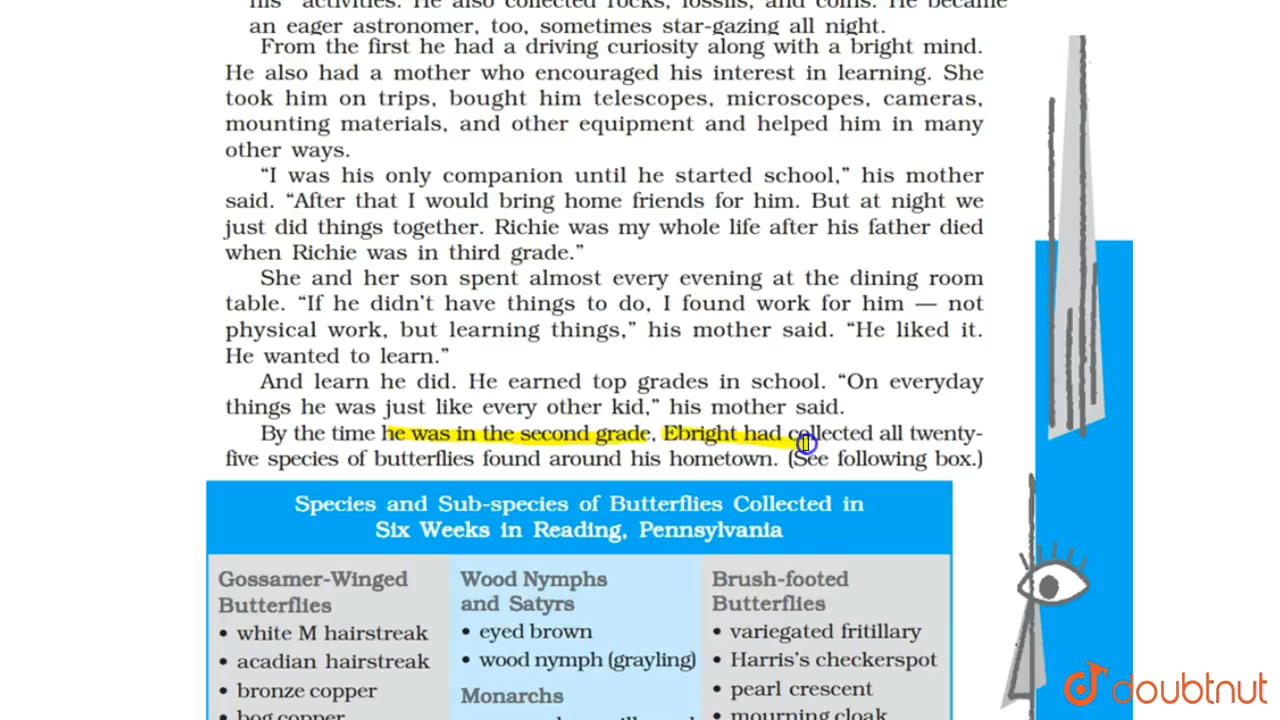 his activities. He also collected rocks, fossils, and coins. He became
an eager astronomer, too, sometimes star-gazing all night.
From the first he had a driving curiosity along with a bright mind.
He also had a mother who encouraged his interest in learning. She
took him on trips, bought him telescopes, microscopes, cameras,
mounting materials, and other equipment and helped him in many
other ways.
“I was his only companion until he started school,” his mother
said. “After that I would bring home friends for him. But at night we
just did things together. Richie was my whole life after his father died
when Richie was in third grade.”
She and her son spent almost every evening at the dining room
table. “If he didn’t have things to do, I found work for him — not
physical work, but learning things,” his mother said. “He liked it.
He wanted to learn.”
And learn he did. He earned top grades in school. “On everyday
things he was just like every other kid,” his mother said.
By the time he was in the second grade, Ebright had collected all twenty-
five species of butterflies found around his hometown. (See following box.)
Species and Sub-species of Butterflies Collected in
Six Weeks in Reading, Pennsylvania
Gossamer-Winged
Butterflies
• white M hairstreak
• acadian hairstreak
• bronze copper
• bog copper
Wood Nymphs
and Satyrs
• eyed brown
• wood nymph (grayling)
Monarchs
Brush-footed
Butterflies
• variegated fritillary
• Harris’s checkerspot
• pearl crescent
• mourning cloak
doubtnut